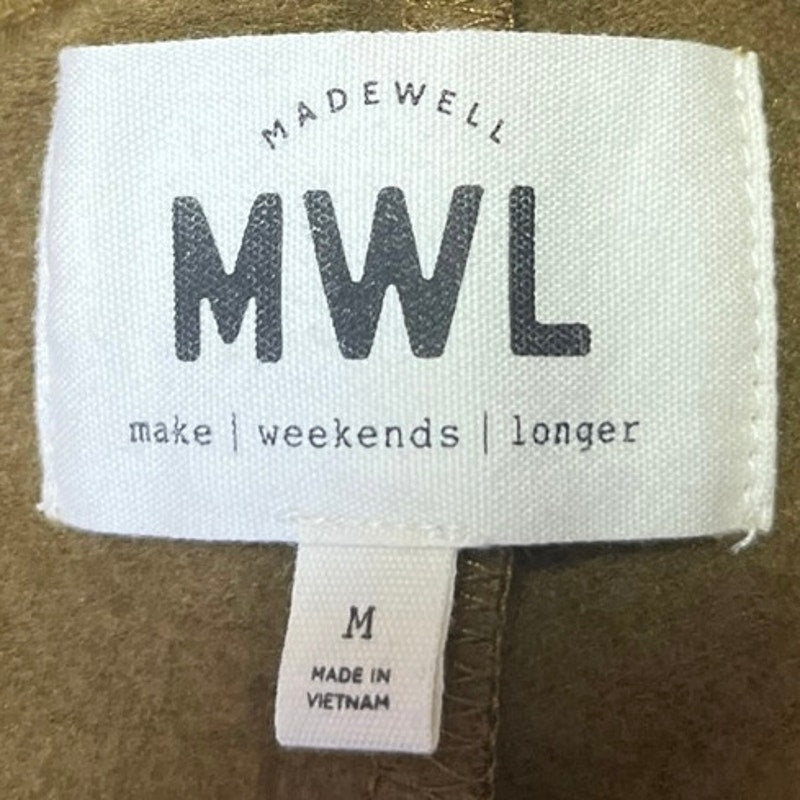 MADEWELL
MWL
make | weekends | longer
M
MADE IN
VIETNAM